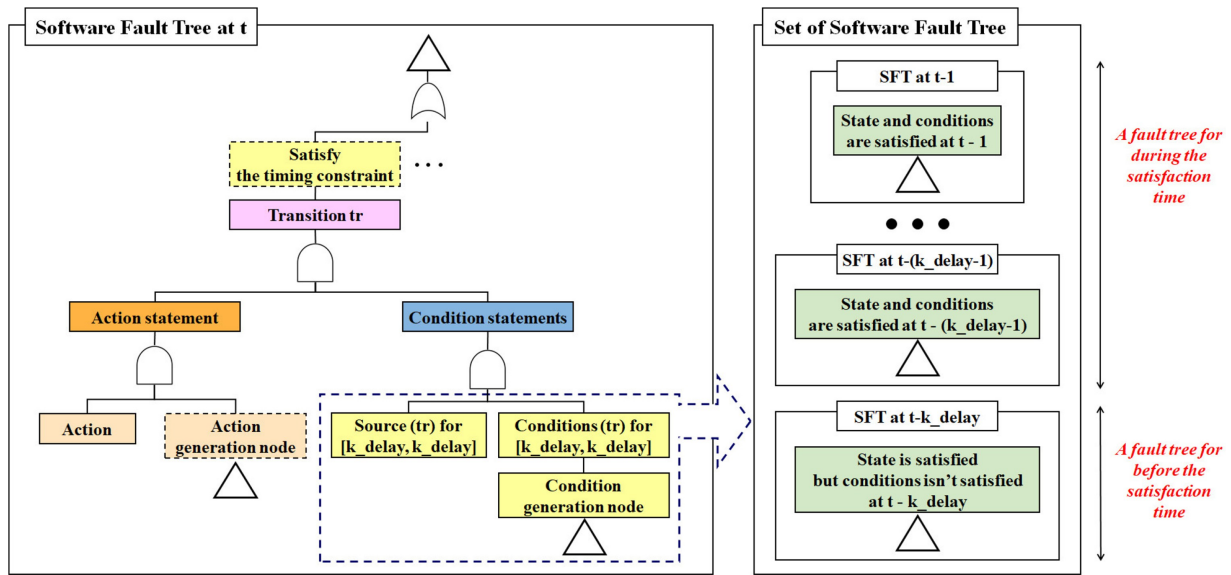 Software Fault Tree at t
Satisfy
the timing constraint
...
Transition tr
Action statement
Condition statements
Action
Action
generation node
Source (tr) for
[k_delay, k_delay]
Conditions (tr) for
[k_delay, k_delay]
Condition
generation node
Set of Software Fault Tree
SFT at t-1
State and conditions
are satisfied at t - 1
SFT at t-(k_delay-1)
State and conditions
are satisfied at t - (k_delay-1)
SFT at t-k_delay
State is satisfied
but conditions isn't satisfied
at t - k_delay
A fault tree for
during the
satisfaction
time
A fault tree for
before the
satisfaction
time